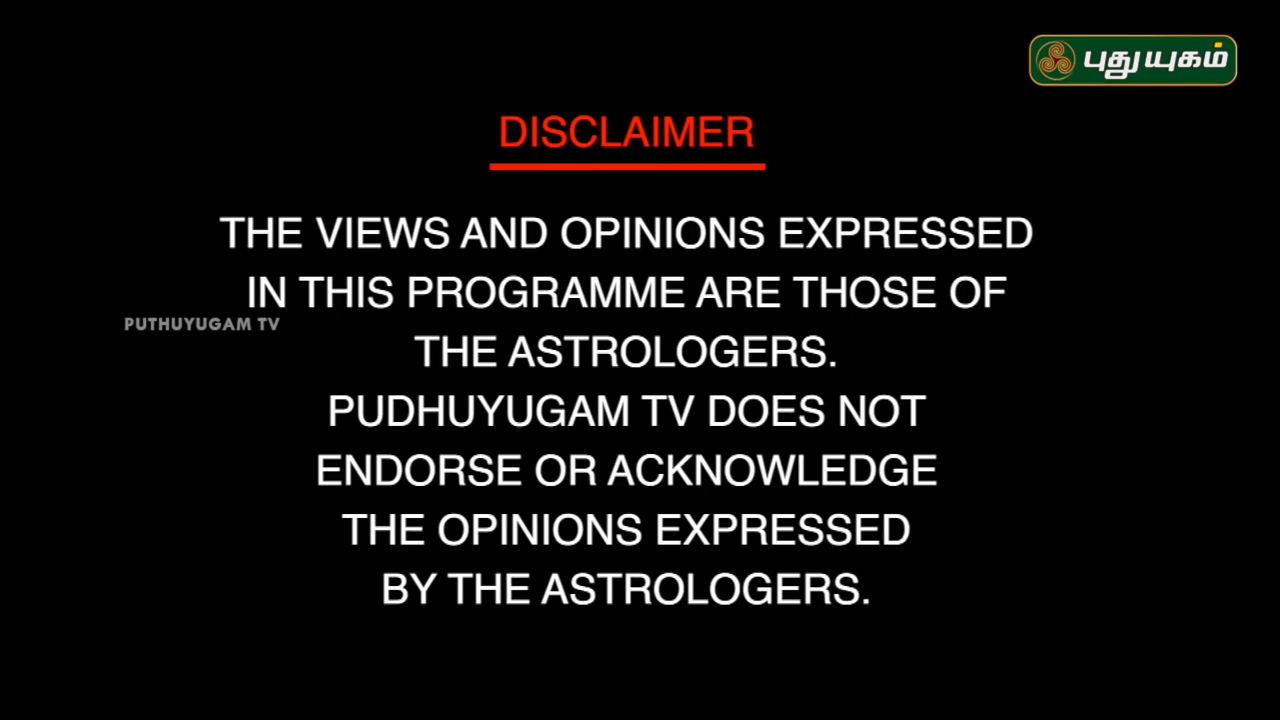 புதுயுகம்
DISCLAIMER
THE VIEWS AND OPINIONS EXPRESSED
IN THIS PROGRAMME ARE THOSE OF
PUTHUYUGAM TV
THE ASTROLOGERS.
PUDHUYUGAM TV DOES NOT
ENDORSE OR ACKNOWLEDGE
THE OPINIONS EXPRESSED
BY THE ASTROLOGERS.